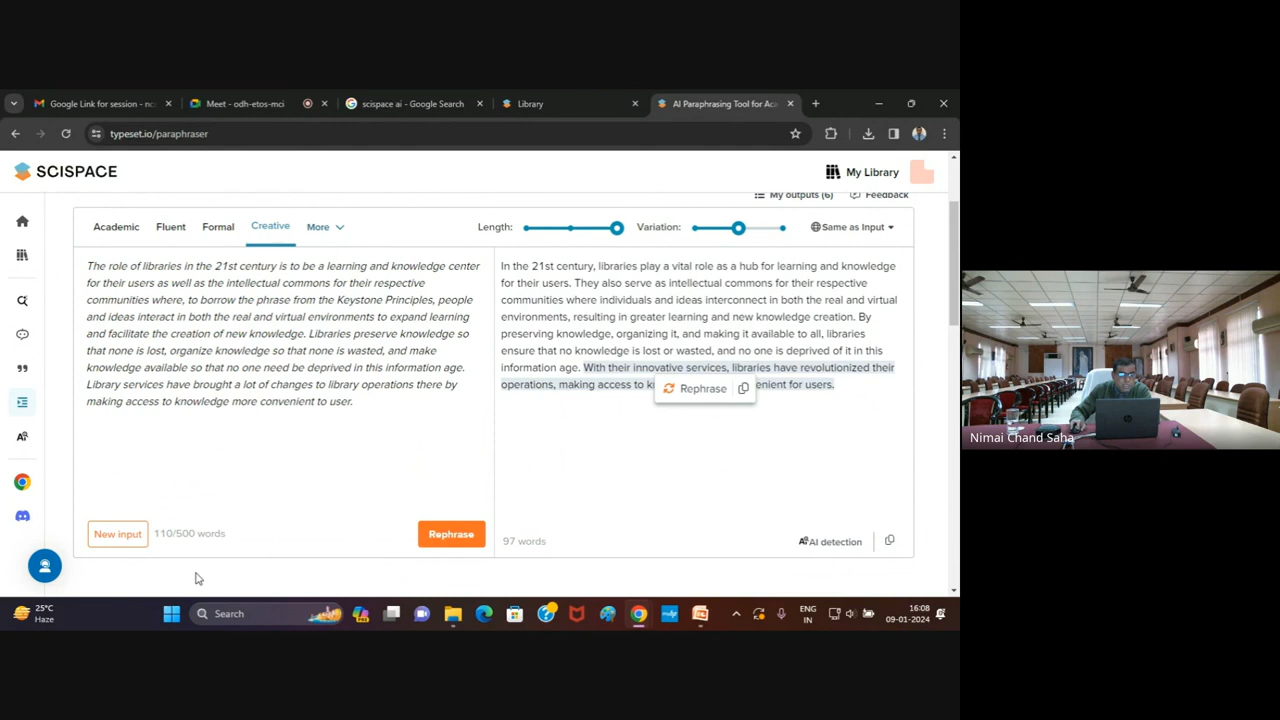 Google Link for session - nc
Meet - odh-etos-mci
scispace ai - Google Search
Library
AI Paraphrasing Tool for Aca
typeset.io/paraphraser
SCISPACE
My Library
My outputs (6)
Feedback
Academic
Fluent
Formal
Creative
More
Length:
Variation:
Same as Input
The role of libraries in the 21st century is to be a learning and knowledge center
for their users as well as the intellectual commons for their respective
communities where, to borrow the phrase from the Keystone Principles, people
and ideas interact in both the real and virtual environments to expand learning
and facilitate the creation of new knowledge. Libraries preserve knowledge so
that none is lost, organize knowledge so that none is wasted, and make
knowledge available so that no one need be deprived in this information age.
Library services have brought a lot of changes to library operations there by
making access to knowledge more convenient to user.
In the 21st century, libraries play a vital role as a hub for learning and knowledge
for their users. They also serve as intellectual commons for their respective
communities where individuals and ideas interconnect in both the real and virtual
environments, resulting in greater learning and new knowledge creation. By
preserving knowledge, organizing it, and making it available to all, libraries
ensure that no knowledge is lost or wasted, and no one is deprived of it in this
information age. With their innovative services, libraries have revolutionized their
operations, making access to kn enient for users.
Rephrase
New input
110/500 words
Rephrase
97 words
AI detection
Nimai Chand Saha
25°C
Haze
Search
ENG
IN
16:08
09-01-2024